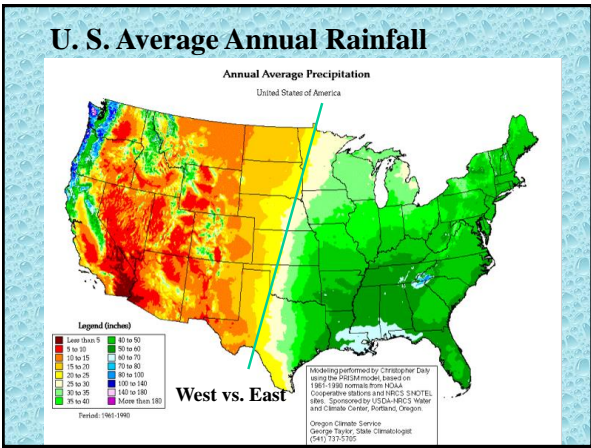 U. S. Average Annual Rainfall
Annual Average Precipitation
United States of America
Legend (inches)
Less than 5
5 to 10
10 to 15
15 to 20
20 to 25
25 to 30
30 to 35
35 to 40
40 to 50
50 to 60
60 to 70
70 to 80
80 to 100
100 to 140
140 to 180
More than 180
Period: 1961-1990
West vs. East
Modeling performed by Christopher Daly
using the PRISM model, based on
1961-1990 normals from NOAA
Cooperative stations and NRCS SNOTEL
sites. Sponsored by USDA-NRCS Water
and Climate Center, Portland, Oregon.
Oregon Climate Service
George Taylor, State Climatologist
(541) 737-5705